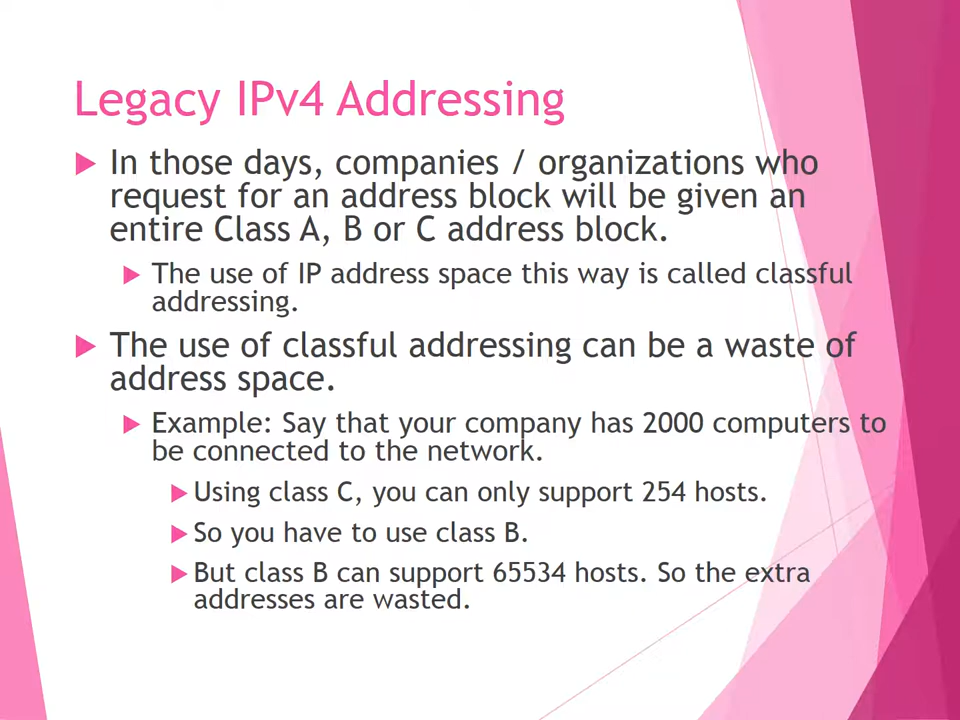 Legacy IPv4 Addressing
In those days, companies / organizations who
request for an address block will be given an
entire Class A, B or C address block.
The use of IP address space this way is called classful
addressing.
The use of classful addressing can be a waste of
address space.
Example: Say that your company has 2000 computers to
be connected to the network.
Using class C, you can only support 254 hosts.
So you have to use class B.
But class B can support 65534 hosts. So the extra
addresses are wasted.